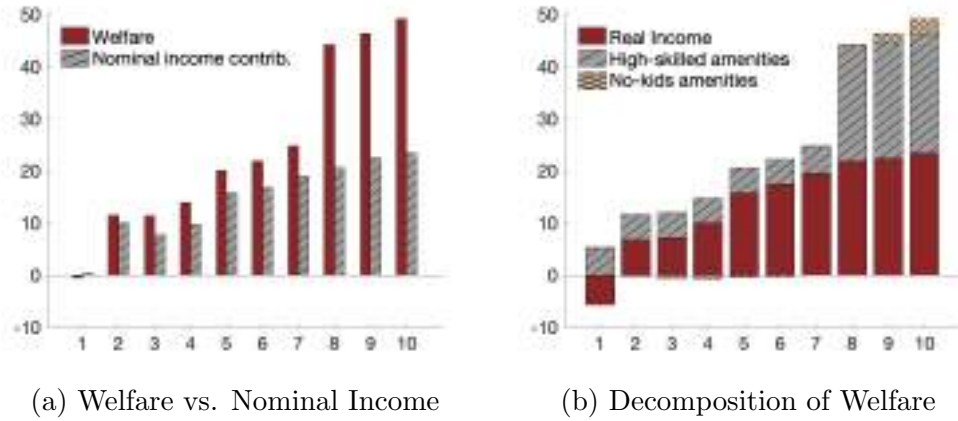 50
40
30
20
10
0
-10
Welfare
Nominal income contrib.
1 2 3 4 5 6 7 8 9 10
(a) Welfare vs. Nominal Income
50
40
30
20
10
0
-10
Real Income
High-skilled amenities
No-kids amenities
1 2 3 4 5 6 7 8 9 10
(b) Decomposition of Welfare